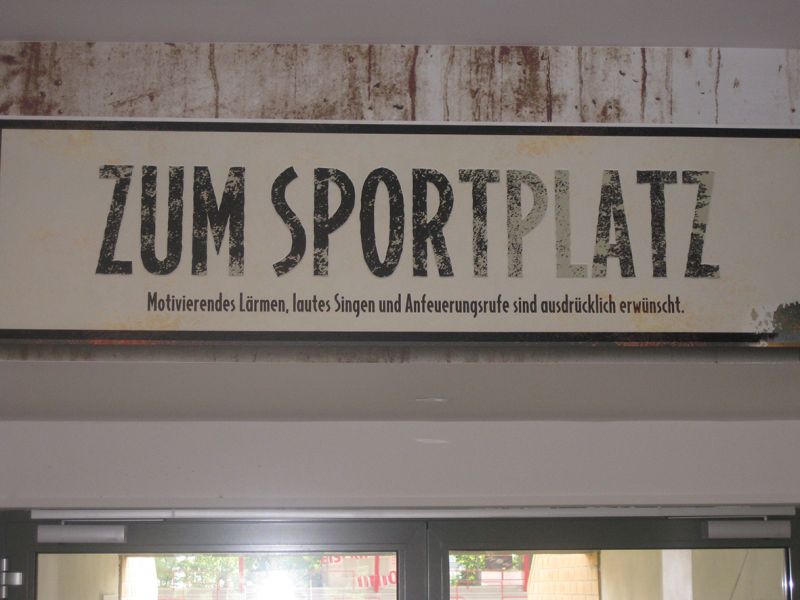 ZUM SPORTPLATZ
Motivierendes Lärmen, lautes Singen und Anfeuerungsrufe sind ausdrücklich erwünscht.